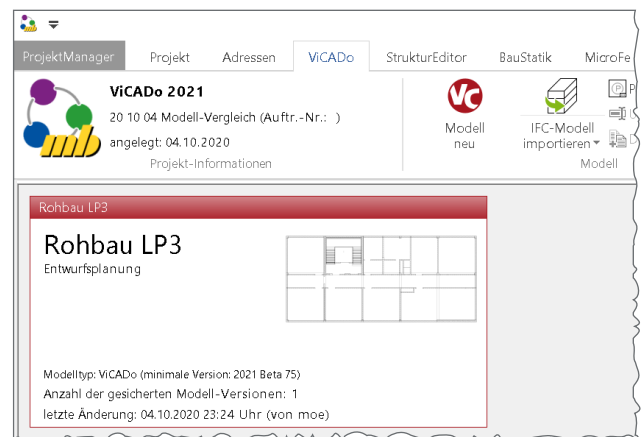 ProjektManager Projekt Adressen ViCADo StrukturEditor BauStatik MicroFe
ViCADo 2021
20 10 04 Modell-Vergleich (Auftr.-Nr.: )
angelegt: 04.10.2020
Projekt-Informationen
mb
Vc
Modell
neu
IFC-Modell
importieren
P
Modell
Rohbau LP3
Rohbau LP3
Entwurfsplanung
Modelltyp: ViCADo (minimale Version: 2021 Beta 75)
Anzahl der gesicherten Modell-Versionen: 1
letzte Änderung: 04.10.2020 23:24 Uhr (von moe)